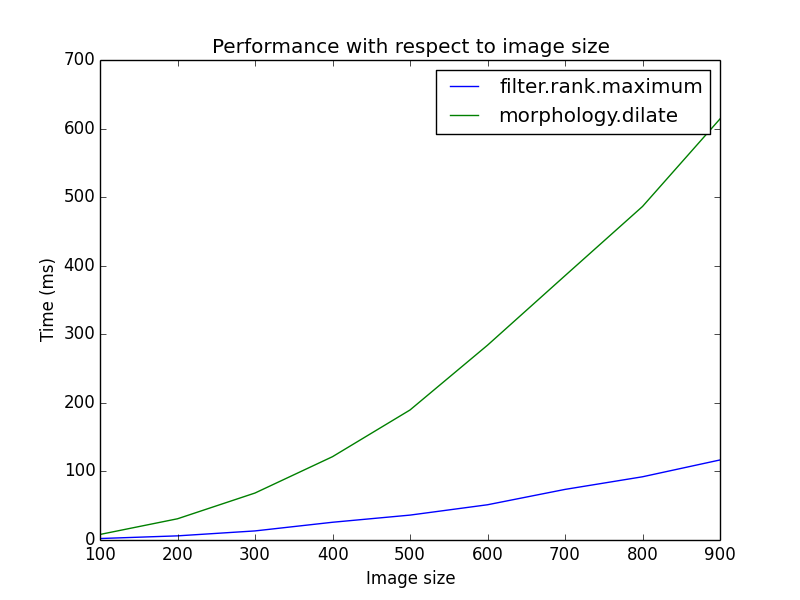 Performance with respect to image size
filter.rank.maximum
morphology.dilate
700
600
500
400
300
200
100
0
Time (ms)
100 200 300 400 500 600 700 800 900
Image size